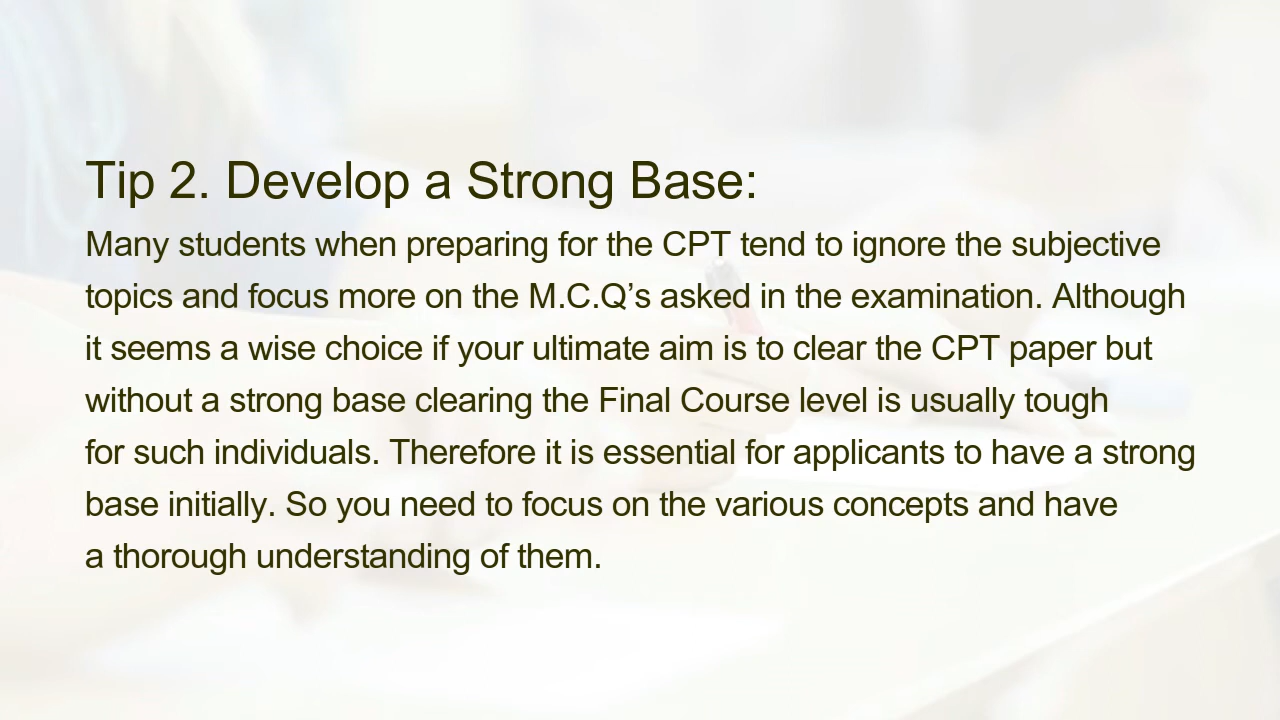 Tip 2. Develop a Strong Base:
Many students when preparing for the CPT tend to ignore the subjective
topics and focus more on the M.C.Q’s asked in the examination. Although
it seems a wise choice if your ultimate aim is to clear the CPT paper but
without a strong base clearing the Final Course level is usually tough
for such individuals. Therefore it is essential for applicants to have a strong
base initially. So you need to focus on the various concepts and have
a thorough understanding of them.